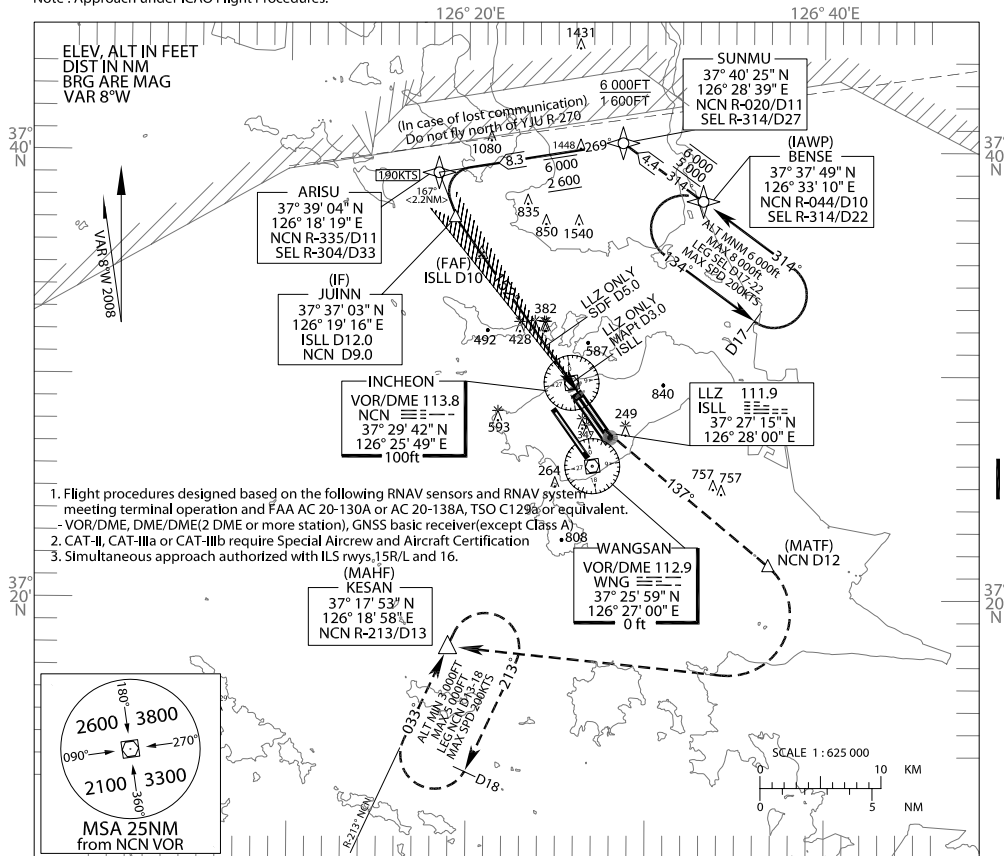 Note : Approach under ICAO Flight Procedures.
126° 20' E
126° 40' E
ELEV, ALT IN FEET
DIST IN NM
BRG ARE MAG
VAR 8°W
1431
6 000FT
1 600FT
(In case of lost communication)
Do not fly north of YJU R-270
SUNMU
37° 40' 25" N
126° 28' 39" E
NCN R-020/D11
SEL R-314/D27
37°
40'
N
37°
40
N
1080
1448
269°
8.3
6 000
2 600
4.4
314°
6 000
5 000
(IAWP)
BENSE
37° 37' 49" N
126° 33' 10" E
NCN R-044/D10
SEL R-314/D22
190KTS
167°
<2.2NM>
ARISU
37° 39' 04" N
126° 18' 19" E
NCN R-335/D11
SEL R-304/D33
835
850
1540
ALT MNM 6 000ft
MAX 8 000ft
LEG SEL D17-22
MAX SPD 200KTS
314°
134°
D17
VAR 8°W 2008
(FAF)
ISLL D10
(IF)
JUINN
37° 37' 03" N
126° 19' 16" E
ISLL D12.0
NCN D9.0
LLZ ONLY
SDF D5.0
LLZ ONLY
MAPt D3.0
ISLL
382
492
428
587
840
INCHEON
VOR/DME 113.8
NCN
37° 29' 42" N
126° 25' 49" E
100ft
593
347
249
LLZ 111.9
ISLL
37° 27' 15" N
126° 28' 00" E
264
757
757
137°
1. Flight procedures designed based on the following RNAV sensors and RNAV system
meeting terminal operation and FAA AC 20-130A or AC 20-138A, TSO C129a or equivalent.
- VOR/DME, DME/DME(2 DME or more station), GNSS basic receiver(except Class A)
2. CAT-II, CAT-IIIa or CAT-IIIb require Special Aircrew and Aircraft Certification
3. Simultaneous approach authorized with ILS rwys 15R/L and 16.
808
WANGSAN
VOR/DME 112.9
WNG
37° 25' 59" N
126° 27' 00" E
0 ft
(MATF)
NCN D12
37°
20'
N
37°
20
N
(MAHF)
KESAN
37° 17' 53" N
126° 18' 58" E
NCN R-213/D13
033°
213°
ALT MIN 3 000FT
MAX 5 000FT
LEG NCN D13-18
MAX SPD 200KTS
D18
R-213° NCN
180°
2600
3800
090°
270°
2100
3300
360°
MSA 25NM
from NCN VOR
SCALE 1 : 625 000
0
10
KM
0
5
NM